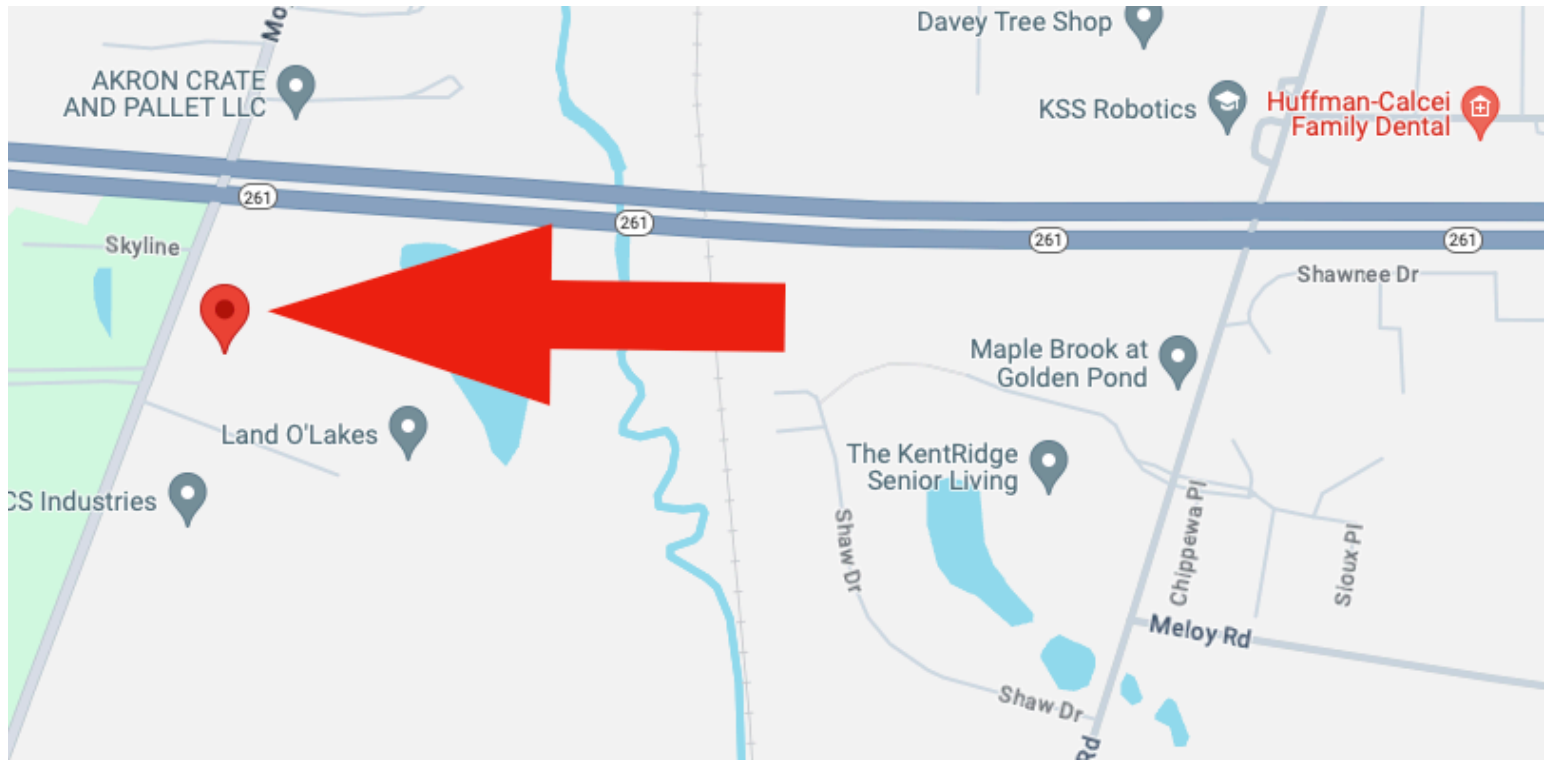 Mo
Davey Tree Shop
AKRON CRATE
AND PALLET LLC
KSS Robotics
Huffman-Calcei
Family Dental
261
261
261
261
Skyline
Shawnee Dr
Maple Brook at
Golden Pond
Land O'Lakes
The KentRidge
Senior Living
CS Industries
Shaw Dr
Chippewa Pl
Sioux Pl
Meloy Rd
Shaw Dr
Rd